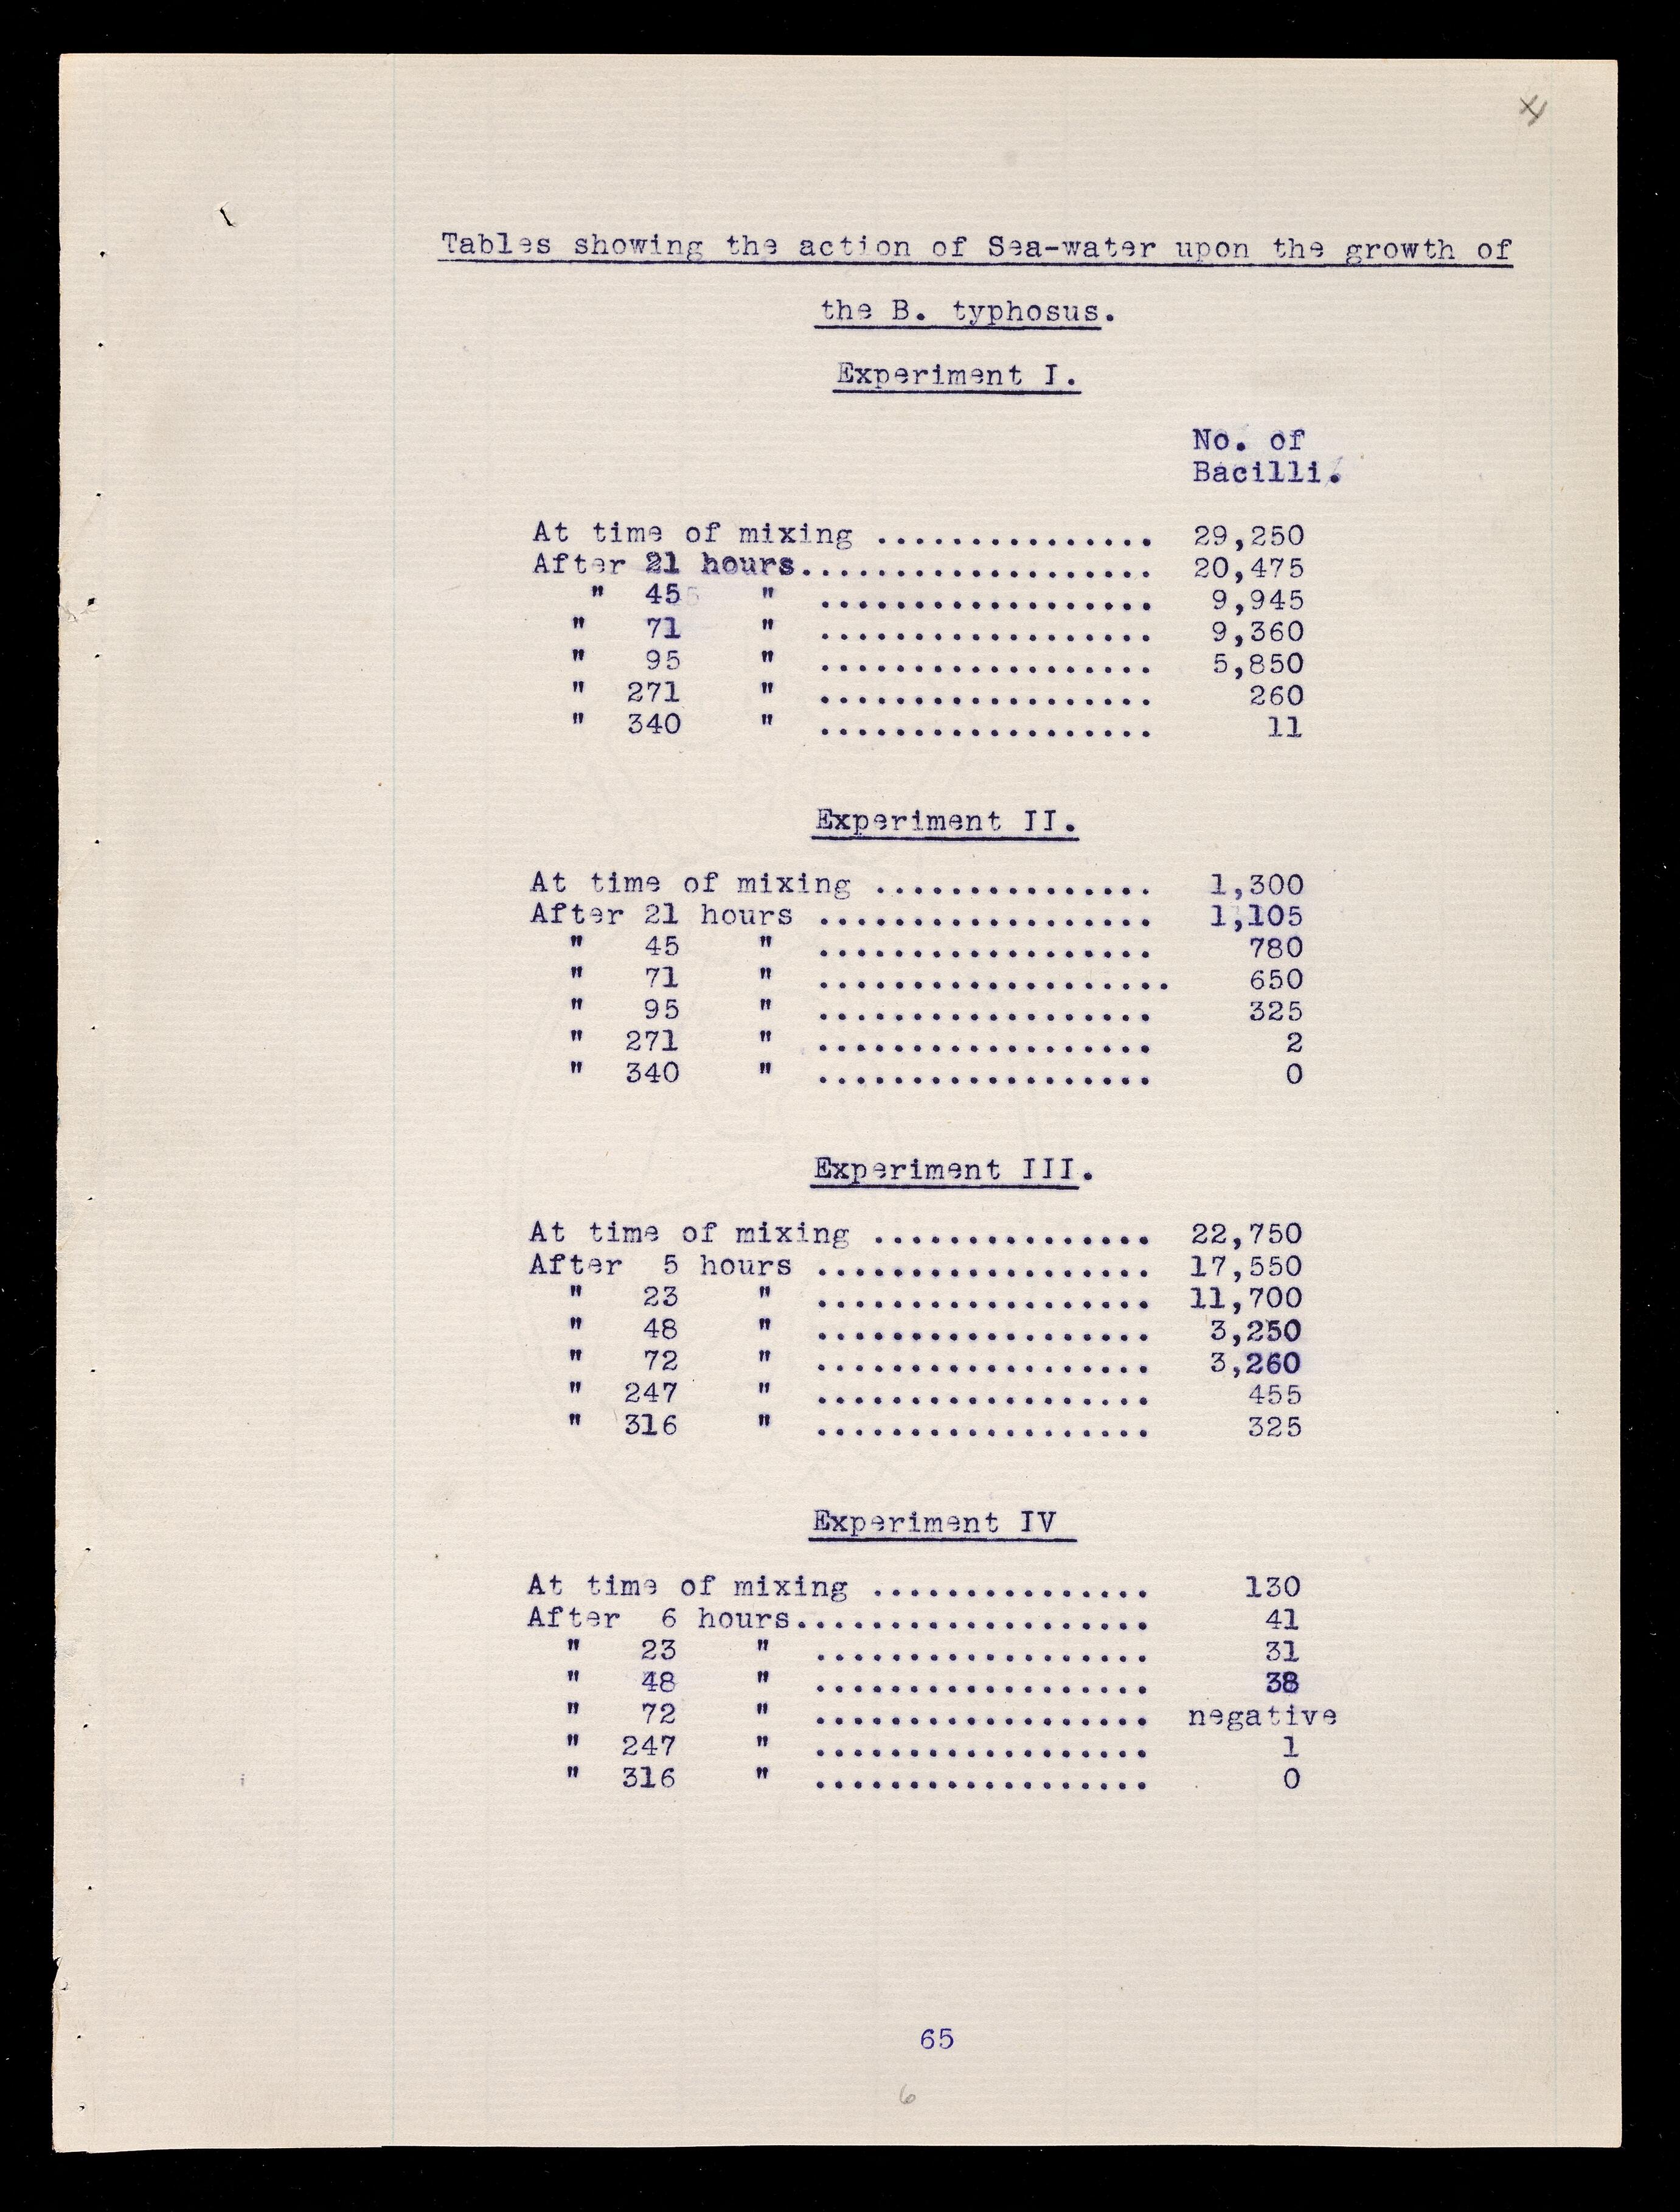 Tables showing the action of Sea-water upon the growth of
the B. typhosus.
Experiment I.
No. of
Bacilli.
At time of mixing ............... 29,250
After 21 hours................... 20,475
" 45 " .................. 9,945
" 71 " .................. 9,360
" 95 " .................. 5,850
" 271 " .................. 260
" 340 " .................. 11
Experiment II.
At time of mixing ............... 1,300
After 21 hours .................. 1,105
" 45 " .................. 780
" 71 " ................... 650
" 95 " .................. 325
" 271 " .................. 2
" 340 " .................. 0
Experiment III.
At time of mixing ............... 22,750
After 5 hours .................. 17,550
" 23 " .................. 11,700
" 48 " .................. 3,250
" 72 " .................. 3,260
" 247 " .................. 455
" 316 " .................. 325
Experiment IV
At time of mixing ............... 130
After 6 hours................... 41
" 23 " .................. 31
" 48 " .................. 38
" 72 " .................. negative
" 247 " .................. 1
" 316 " .................. 0
65
6